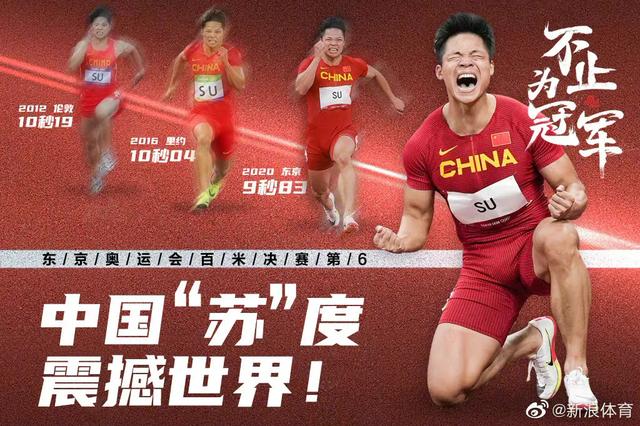 不止
为冠军
CHINA
SU
2012 伦敦
10秒19
CHINA
SU
2016 里约
10秒04
CHINA
SU
2020 东京
9秒83
CHINA
SU
东/京/奥/运/会/百/米/决/赛/第/6
中国“苏”度
震撼世界！
@新浪体育